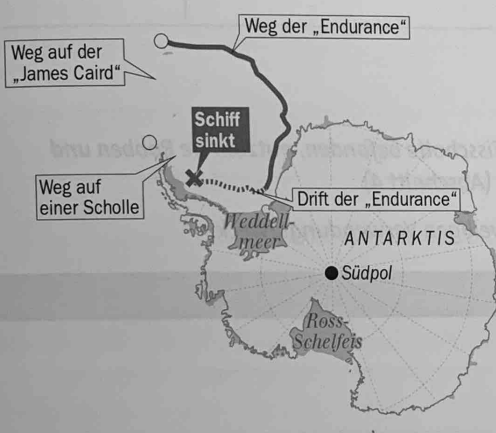 Weg der „Endurance“
Weg auf der
„James Caird“
Schiff
sinkt
Weg auf
einer Scholle
Drift der „Endurance“
Weddell-
meer
ANTARKTIS
Südpol
Ross-
Schelfeis